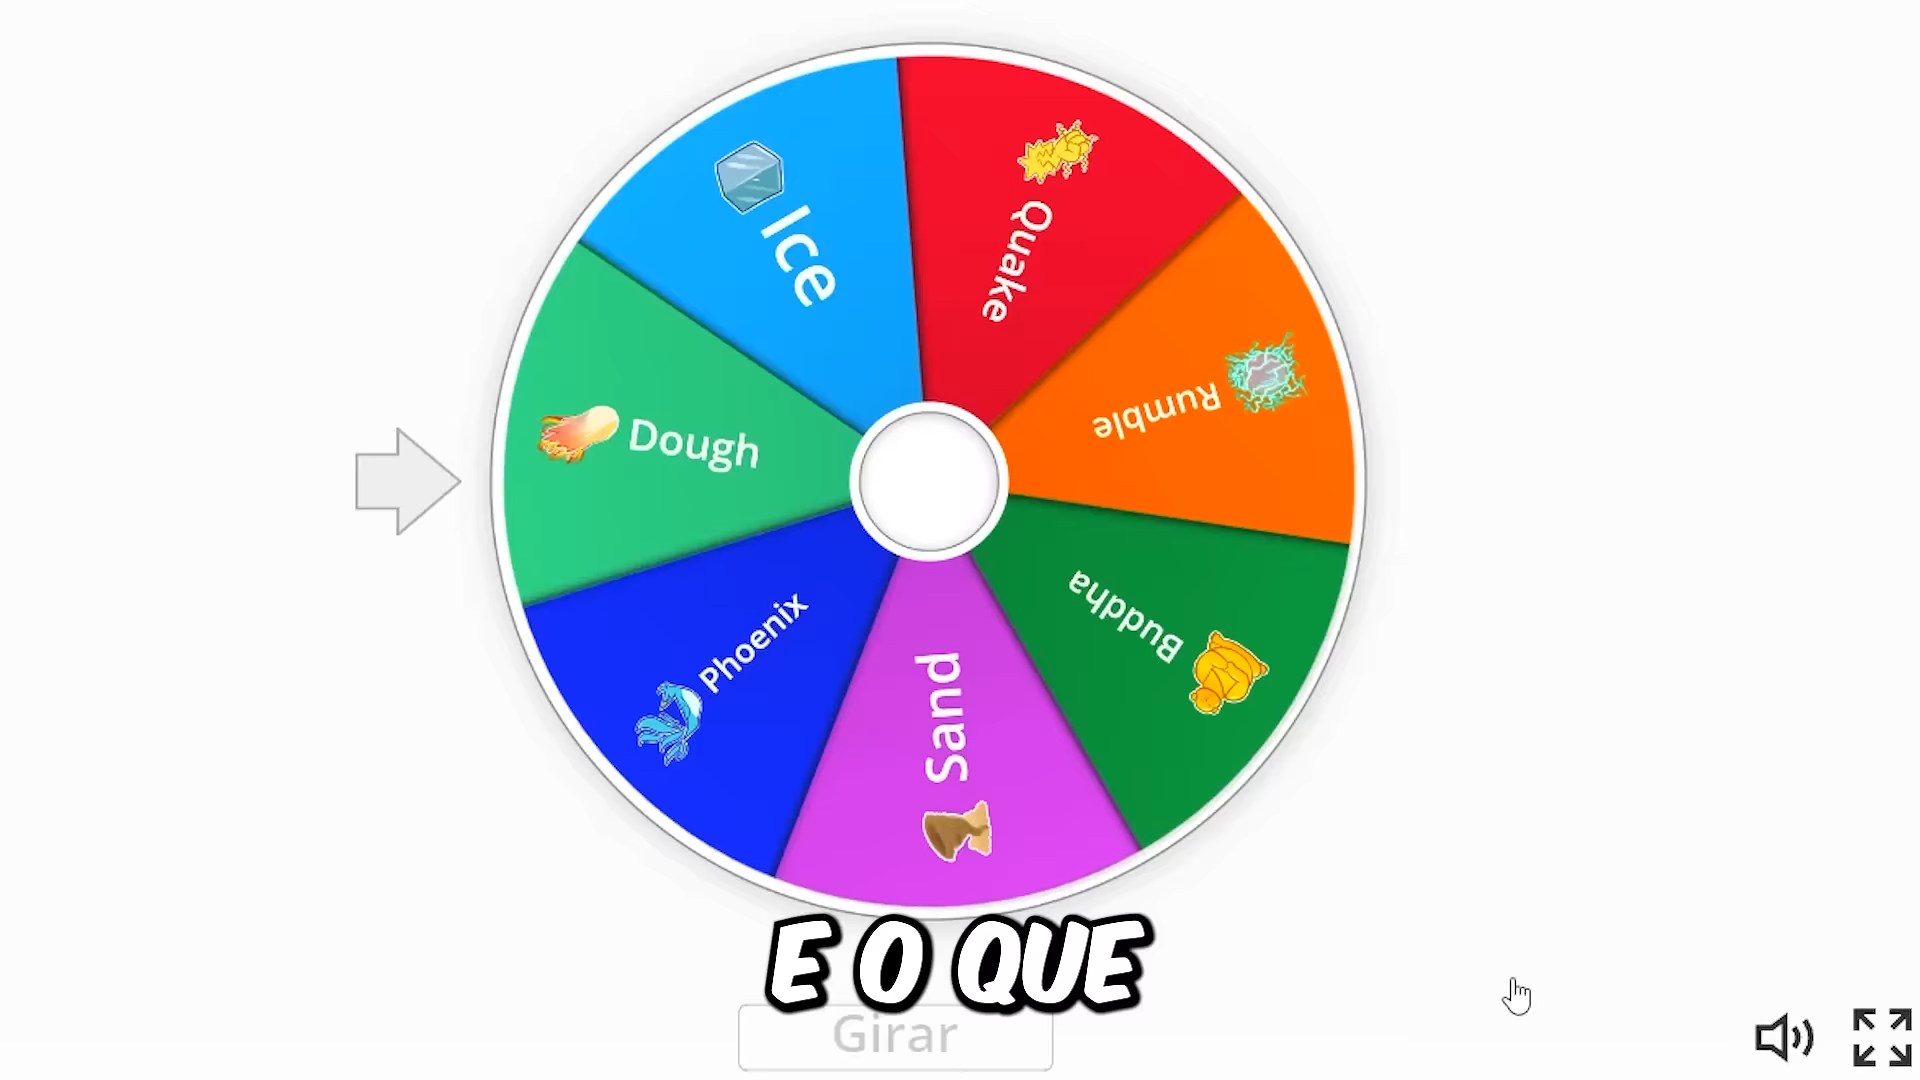 Ice
Quake
Rumble
Dough
Buddha
Phoenix
Sand
E O QUE
Girar